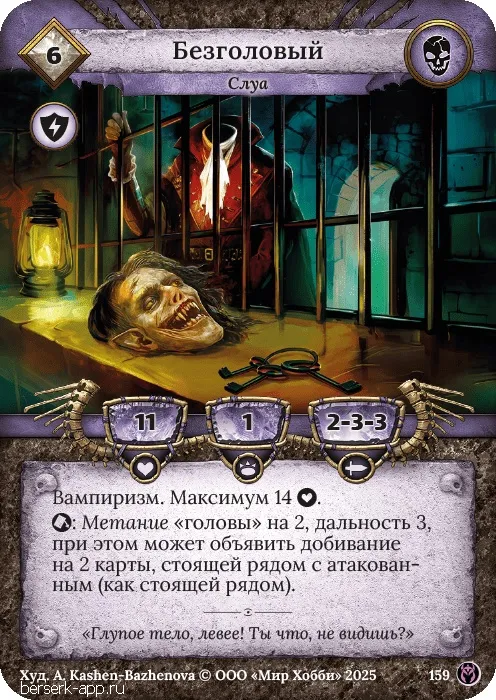 6
Безголовый
Слуа
11
1
2-3-3
Вампиризм. Максимум 14 .
: Метание «головы» на 2, дальность 3,
при этом может объявить добивание
на 2 карты, стоящей рядом с атакован-
ным (как стоящей рядом).
«Глупое тело, левее! Ты что, не видишь?»
Худ. A. Kashen-Bazhenova © ООО «Мир Хобби» 2025
159
berserk-app.ru